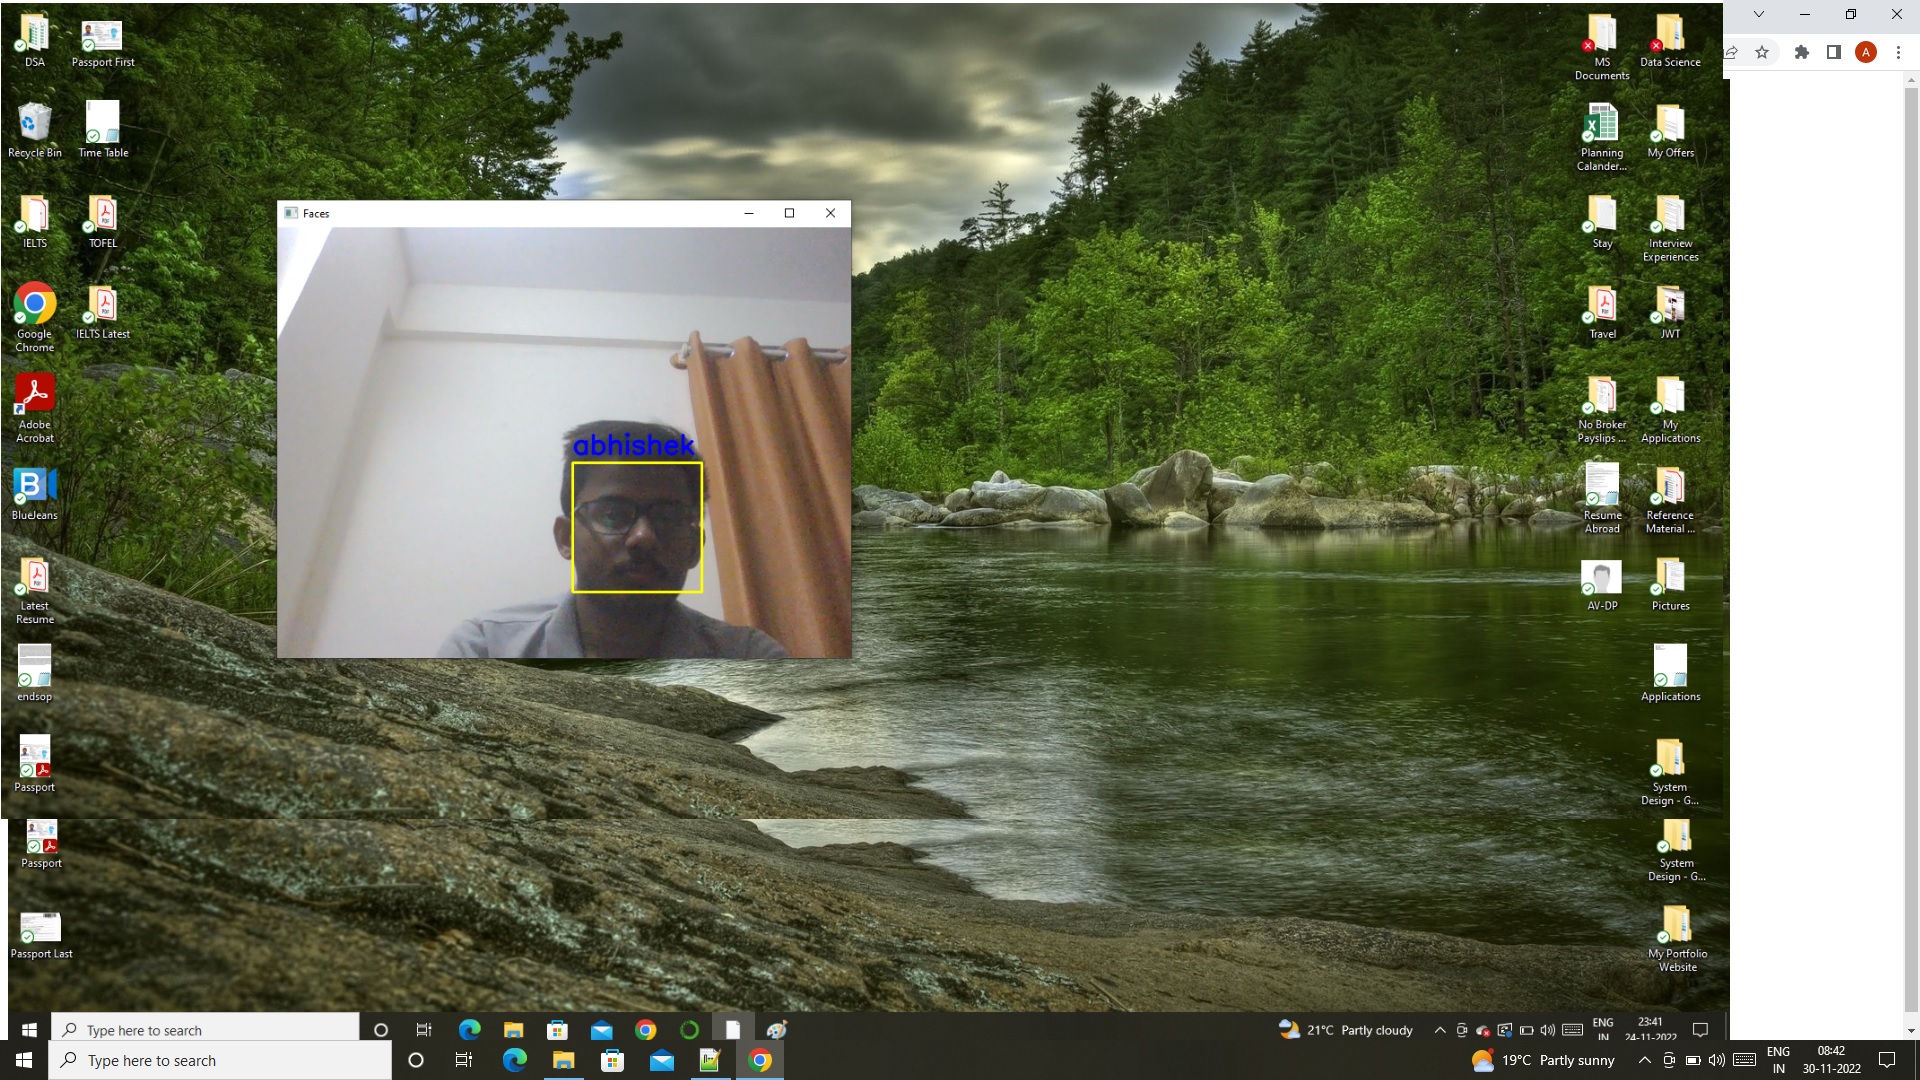 DSA
Passport First
Recycle Bin
Time Table
IELTS
TOFEL
Google
Chrome
IELTS Latest
Adobe
Acrobat
BlueJeans
Latest
Resume
endsop
Passport
Passport
Passport Last
Faces
abhishek
MS
Documents
Data Science
Planning
Calander...
My Offers
Stay
Interview
Experiences
Travel
JWT
No Broker
Payslips ...
My
Applications
Resume
Abroad
Reference
Material ...
AV-DP
Pictures
Applications
System
Design - G...
System
Design - G...
My Portfolio
Website
A
Type here to search
21°C Partly cloudy
ENG
IN
23:41
24-11-2022
Type here to search
19°C Partly sunny
ENG
IN
08:42
30-11-2022